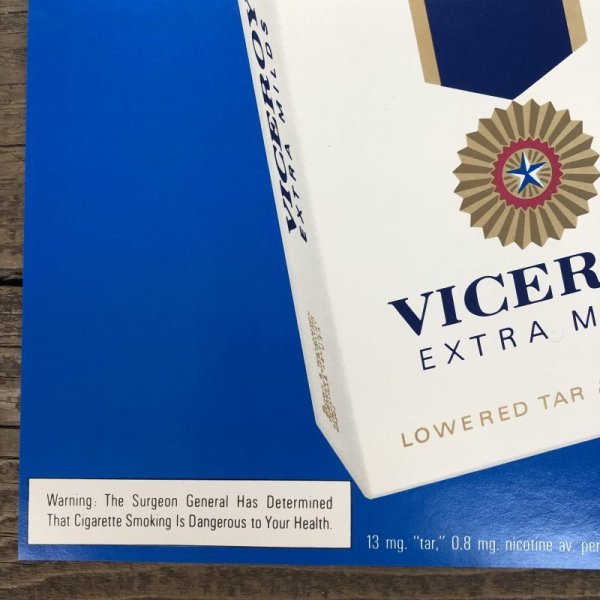 VICEROY
EXTRA MILDS
VICER
EXTRA M
LOWERED TAR
Warning: The Surgeon General Has Determined
That Cigarette Smoking Is Dangerous to Your Health.
13 mg. "tar," 0.8 mg. nicotine av. per